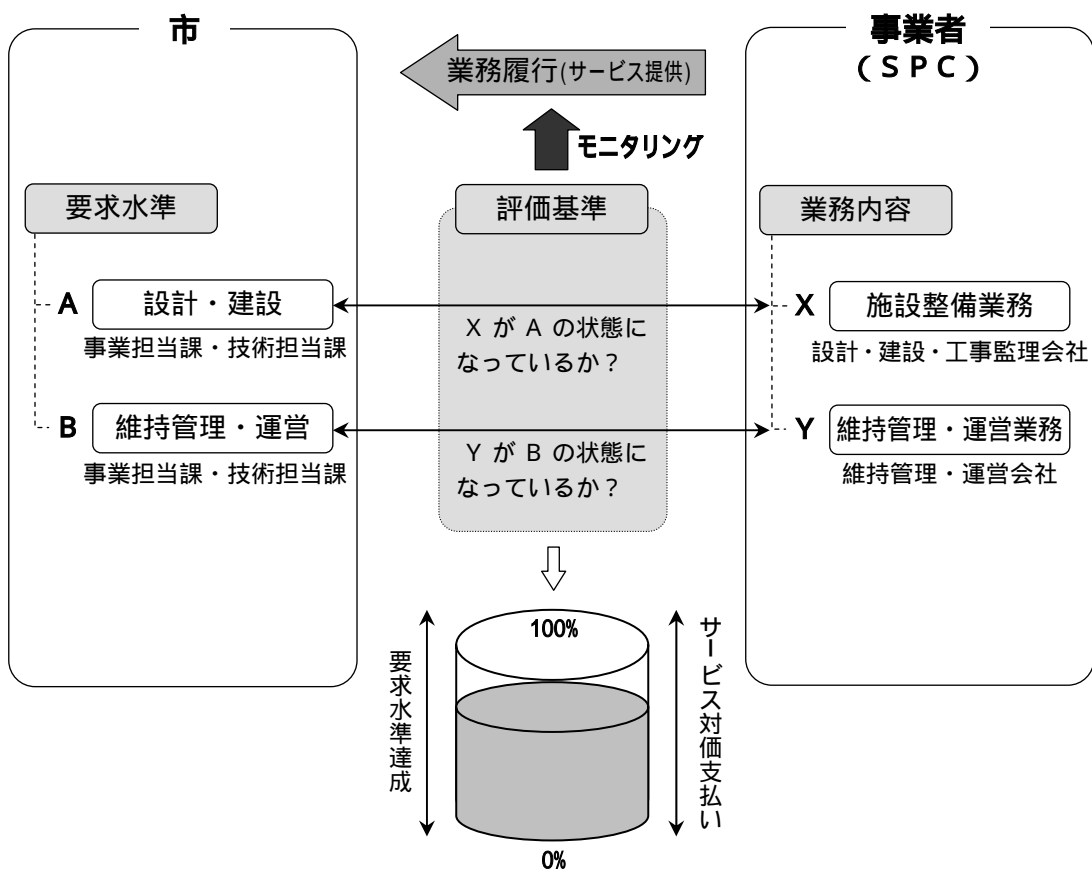 市
事業者
（ＳＰＣ）
業務履行(サービス提供)
モニタリング
要求水準
評価基準
業務内容
A 設計・建設
事業担当課・技術担当課
X が A の状態に
なっているか？
X 施設整備業務
設計・建設・工事監理会社
B 維持管理・運営
事業担当課・技術担当課
Y が B の状態に
なっているか？
Y 維持管理・運営業務
維持管理・運営会社
100%
要求水準達成
サービス対価支払い
0%